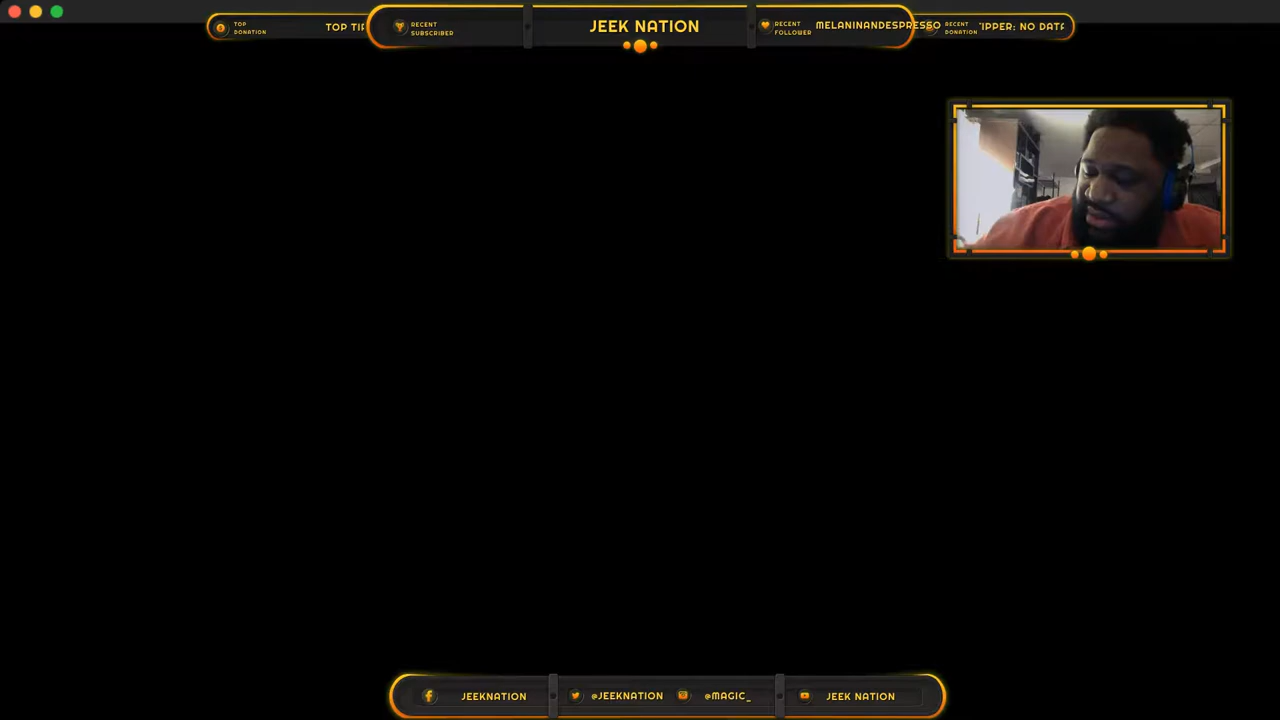 TOP
DONATION
TOP TIP
RECENT
SUBSCRIBER
JEEK NATION
RECENT
FOLLOWER
MELANINANDESPRESSO
RECENT
DONATION
IPPER: NO DATA
JEEKNATION
@JEEKNATION
@MAGIC_
JEEK NATION